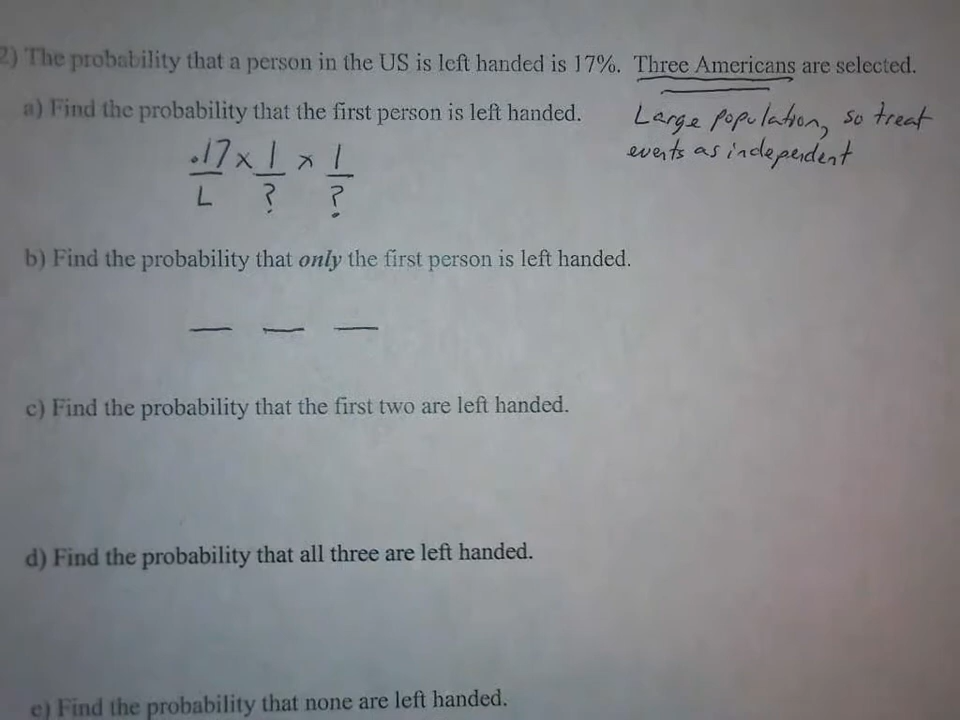 2) The probability that a person in the US is left handed is 17%. Three Americans are selected.
a) Find the probability that the first person is left handed.
Large population, so treat
events as independent
.17 x 1 x 1
L ? ?
b) Find the probability that only the first person is left handed.
c) Find the probability that the first two are left handed.
d) Find the probability that all three are left handed.
e) Find the probability that none are left handed.